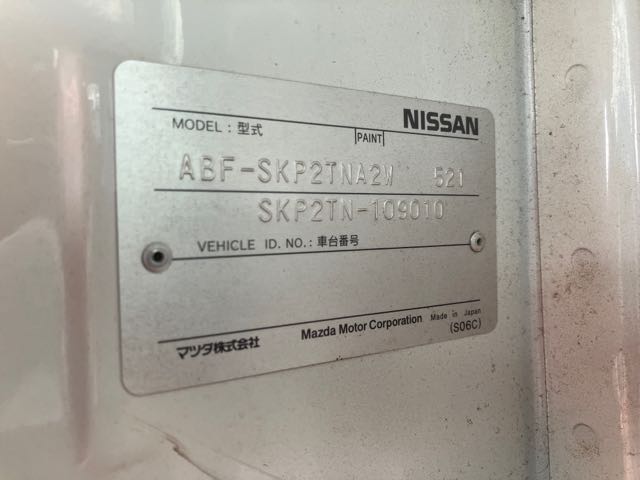 NISSAN
MODEL : 型式 PAINT
ABF-SKP2TNA2W 521
SKP2TN-109010
VEHICLE ID. NO. : 車台番号
マツダ株式会社 Mazda Motor Corporation Made in Japan
(S06C)